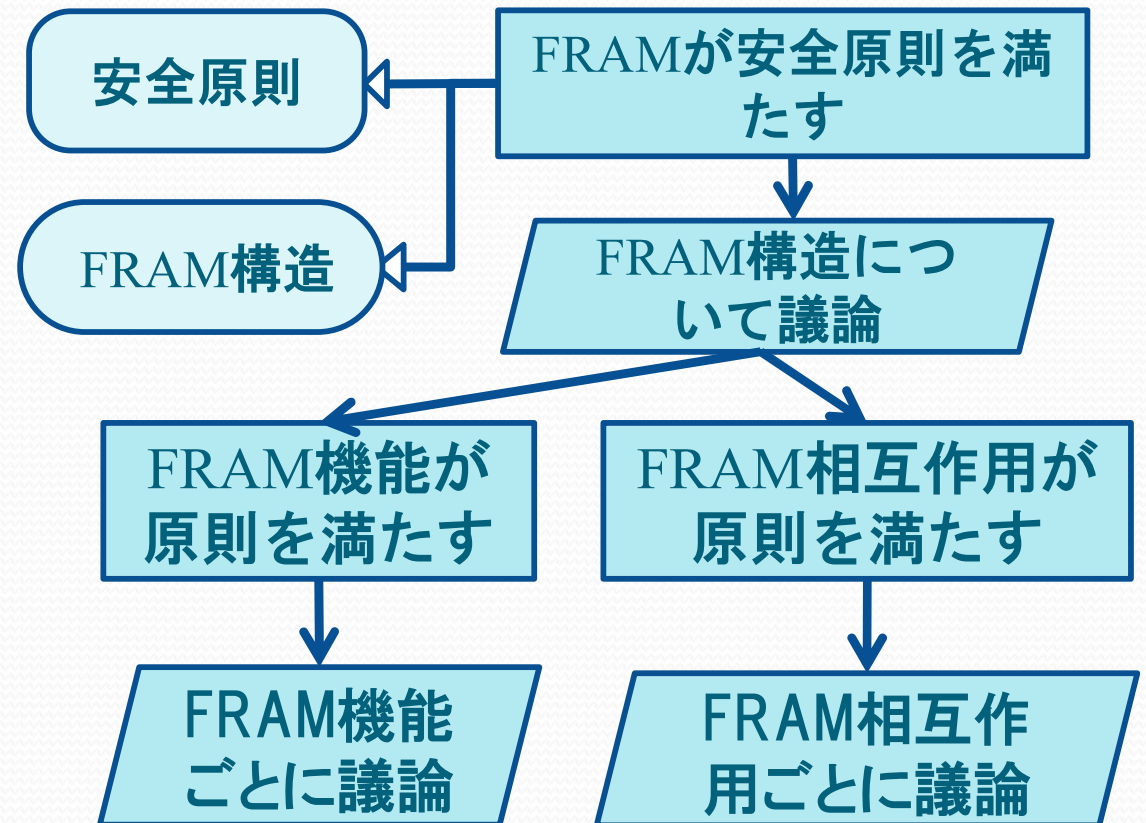 安全原則
FRAMが安全原則を満
たす
FRAM構造
FRAM構造につ
いて議論
FRAM機能が
原則を満たす
FRAM相互作用が
原則を満たす
FRAM機能
ごとに議論
FRAM相互作
用ごとに議論